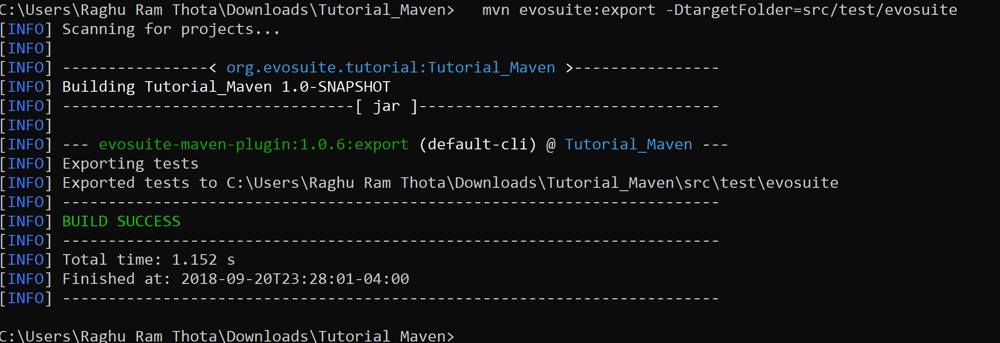 C:\Users\Raghu Ram Thota\Downloads\Tutorial_Maven>   mvn evosuite:export -DtargetFolder=src/test/evosuite
[INFO] Scanning for projects...
[INFO]
[INFO] ----------------< org.evosuite.tutorial:Tutorial_Maven >----------------
[INFO] Building Tutorial_Maven 1.0-SNAPSHOT
[INFO] --------------------------------[ jar ]---------------------------------
[INFO]
[INFO] --- evosuite-maven-plugin:1.0.6:export (default-cli) @ Tutorial_Maven ---
[INFO] Exporting tests
[INFO] Exported tests to C:\Users\Raghu Ram Thota\Downloads\Tutorial_Maven\src\test\evosuite
[INFO] ------------------------------------------------------------------------
[INFO] BUILD SUCCESS
[INFO] ------------------------------------------------------------------------
[INFO] Total time: 1.152 s
[INFO] Finished at: 2018-09-20T23:28:01-04:00
[INFO] ------------------------------------------------------------------------
C:\Users\Raghu Ram Thota\Downloads\Tutorial_Maven>